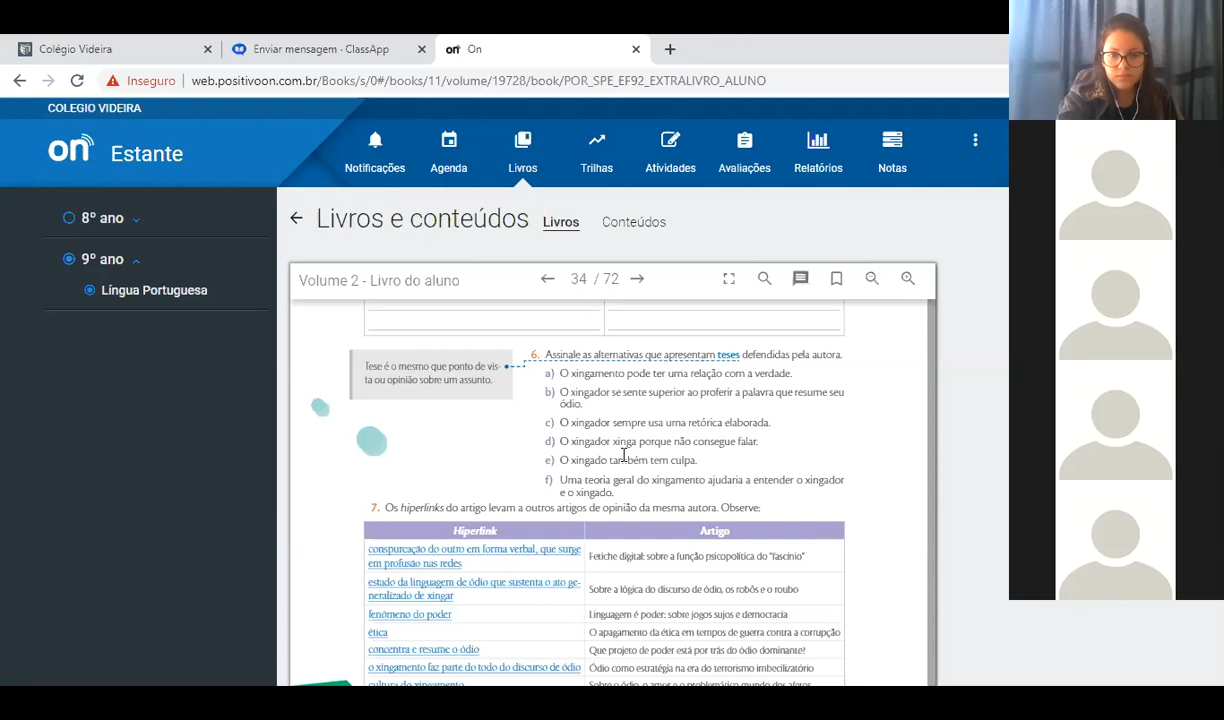 Colégio Videira
Enviar mensagem · ClassApp
On
Inseguro
web.positivoon.com.br/Books/s/0#/books/11/volume/19728/book/POR_SPE_EF92_EXTRALIVRO_ALUNO
COLEGIO VIDEIRA
on
Estante
Notificações
Agenda
Livros
Trilhas
Atividades
Avaliações
Relatórios
Notas
8º ano
9º ano
Língua Portuguesa
Livros e conteúdos
Livros
Conteúdos
Volume 2 - Livro do aluno
34 / 72
Tese é o mesmo que ponto de vis-
ta ou opinião sobre um assunto.
6. Assinale as alternativas que apresentam teses defendidas pela autora.
a) O xingamento pode ter uma relação com a verdade.
b) O xingador se sente superior ao proferir a palavra que resume seu
ódio.
c) O xingador sempre usa uma retórica elaborada.
d) O xingador xinga porque não consegue falar.
e) O xingado também tem culpa.
f) Uma teoria geral do xingamento ajudaria a entender o xingador
e o xingado.
7. Os hiperlinks do artigo levam a outros artigos de opinião da mesma autora. Observe:
Hiperlink
Artigo
conspurcação do outro em forma verbal, que surge
em profusão nas redes
Fetiche digital: sobre a função psicopolítica do "fascínio"
estado da linguagem de ódio que sustenta o ato ge-
neralizado de xingar
Sobre a lógica do discurso de ódio, os robôs e o roubo
fenômeno do poder
Linguagem é poder: sobre jogos sujos e democracia
ética
O apagamento da ética em tempos de guerra contra a corrupção
concentra e resume o ódio
Que projeto de poder está por trás do ódio dominante?
o xingamento faz parte do todo do discurso de ódio
Ódio como estratégia na era do terrorismo imbecilizatório
cultura do xingamento
Sobre o ódio, o amor e o problemático mundo dos afetos